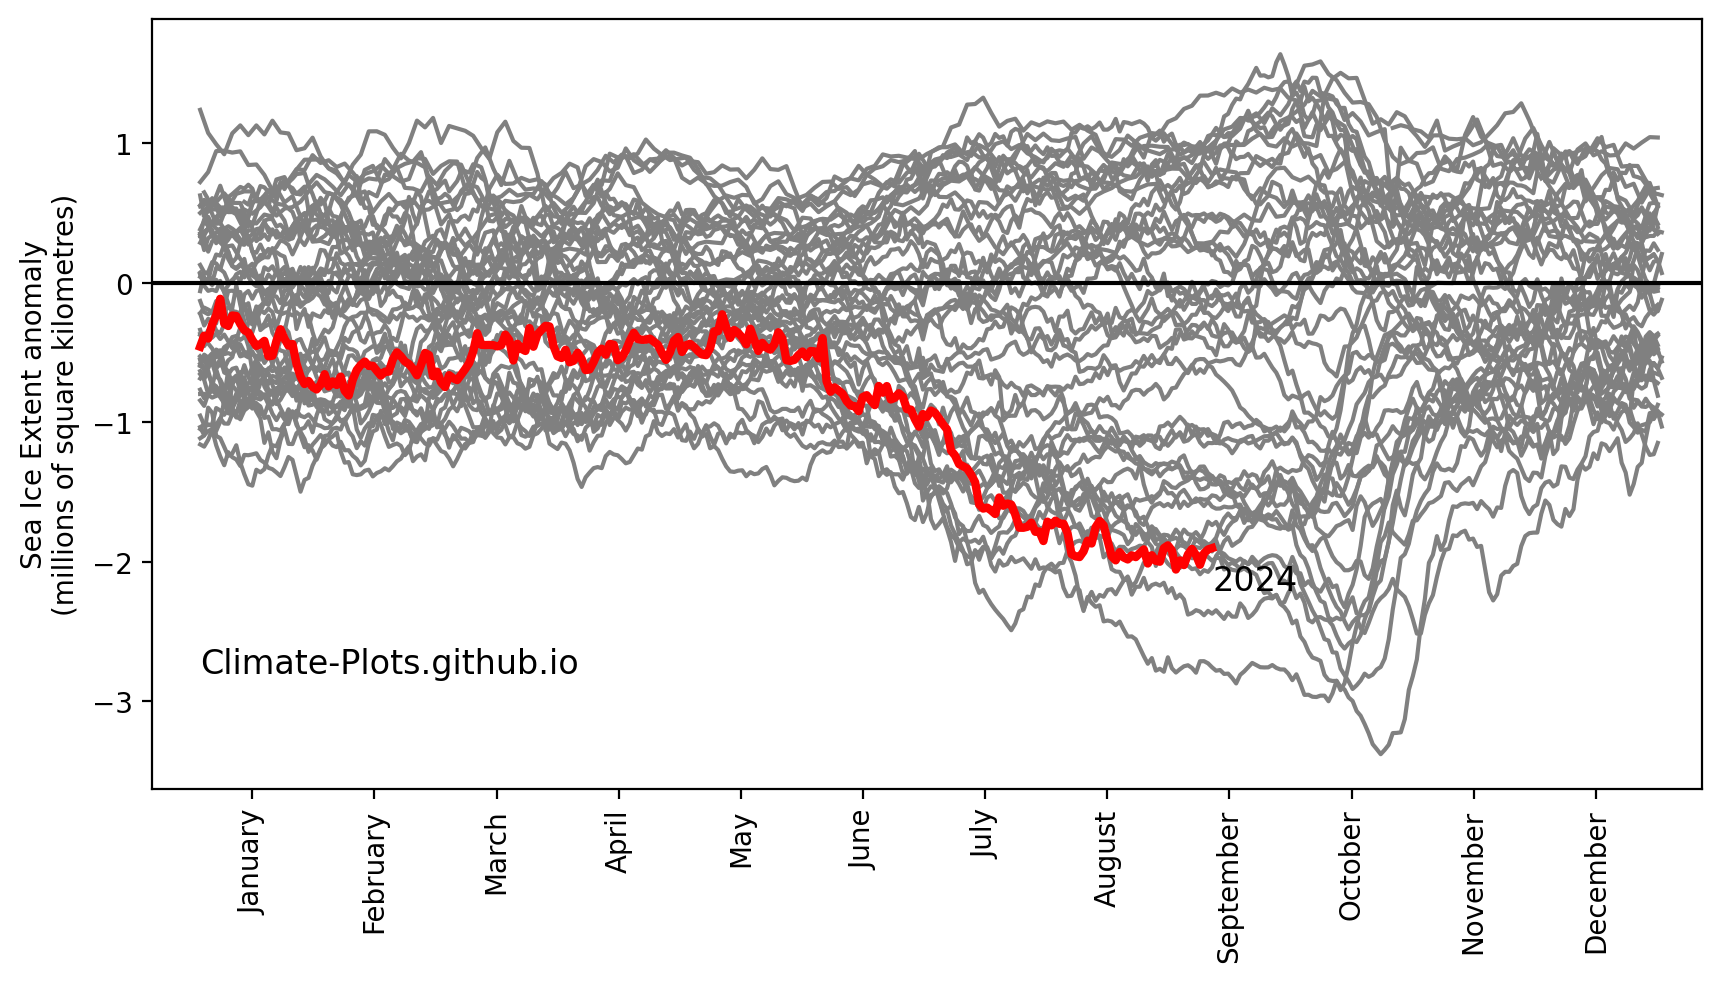 Sea Ice Extent anomaly
(millions of square kilometres)
1
0
−1
−2
−3
2024
Climate-Plots.github.io
January
February
March
April
May
June
July
August
September
October
November
December